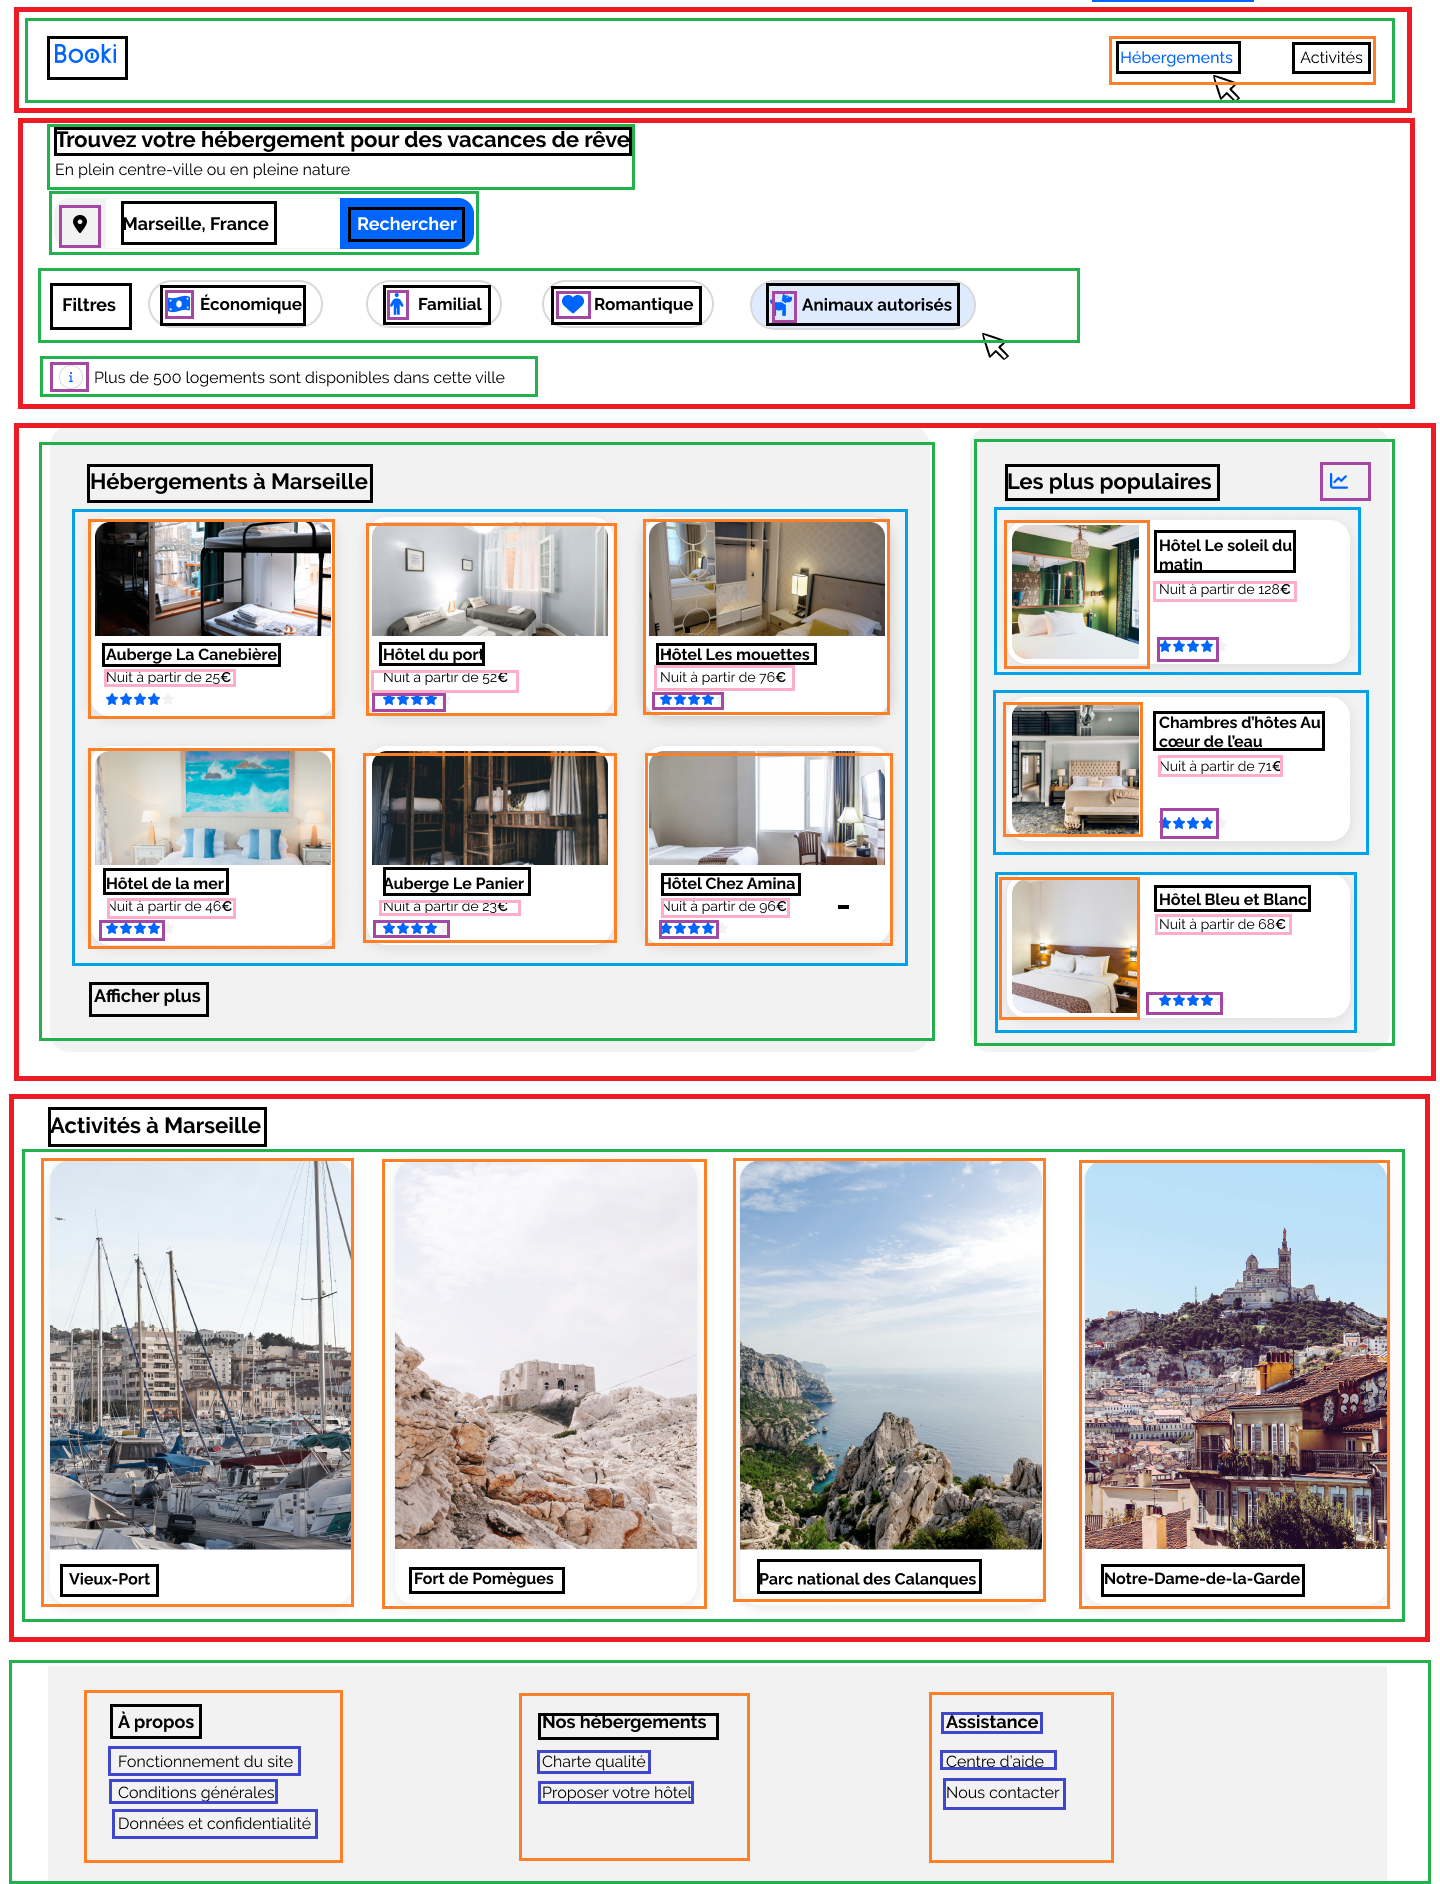 Booki
Hébergements
Activités
Trouvez votre hébergement pour des vacances de rêve
En plein centre-ville ou en pleine nature
Marseille, France
Rechercher
Filtres
Économique
Familial
Romantique
Animaux autorisés
i
Plus de 500 logements sont disponibles dans cette ville
Hébergements à Marseille
Auberge La Canebière
Nuit à partir de 25€
Hôtel du port
Nuit à partir de 52€
Hôtel Les mouettes
Nuit à partir de 76€
Hôtel de la mer
Nuit à partir de 46€
Auberge Le Panier
Nuit à partir de 23€
Hôtel Chez Amina
Nuit à partir de 96€
Afficher plus
Les plus populaires
Hôtel Le soleil du
matin
Nuit à partir de 128€
Chambres d'hôtes Au
cœur de l'eau
Nuit à partir de 71€
Hôtel Bleu et Blanc
Nuit à partir de 68€
Activités à Marseille
Vieux-Port
Fort de Pomègues
Parc national des Calanques
Notre-Dame-de-la-Garde
À propos
Fonctionnement du site
Conditions générales
Données et confidentialité
Nos hébergements
Charte qualité
Proposer votre hôtel
Assistance
Centre d'aide
Nous contacter